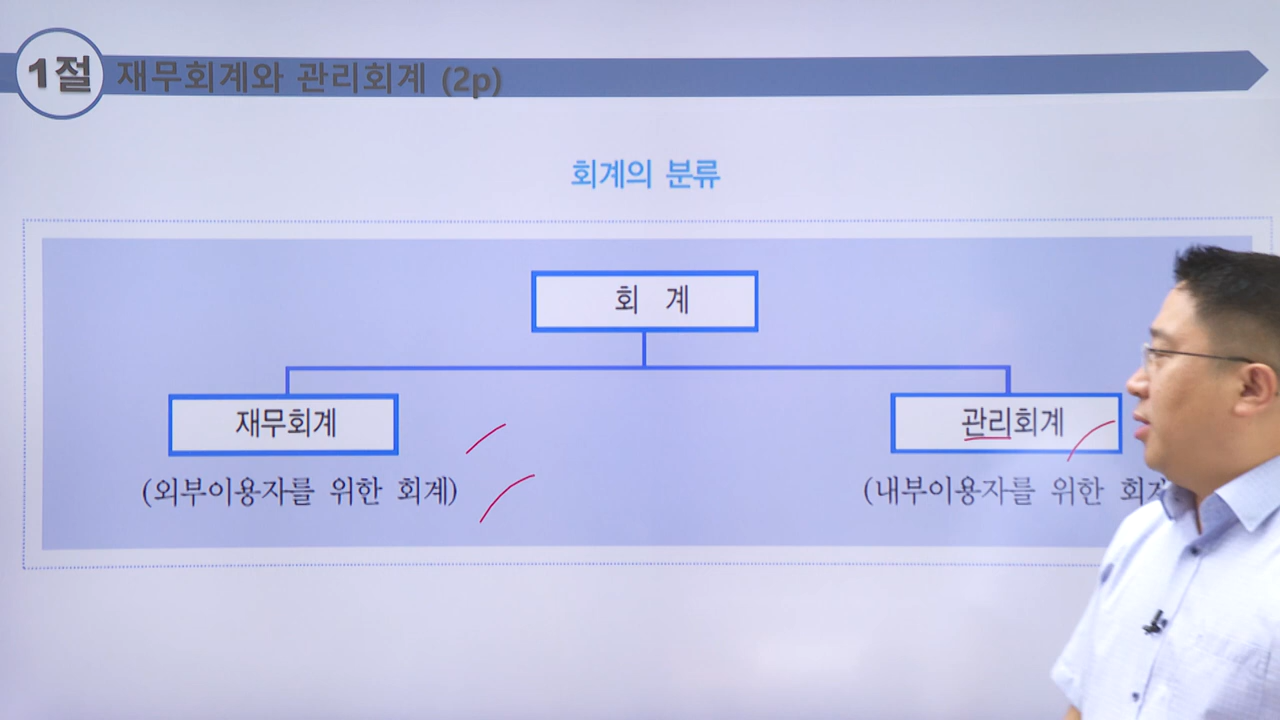 1절 재무회계와 관리회계 (2p)
회계의 분류
회 계
재무회계
관리회계
(외부이용자를 위한 회계)
(내부이용자를 위한 회